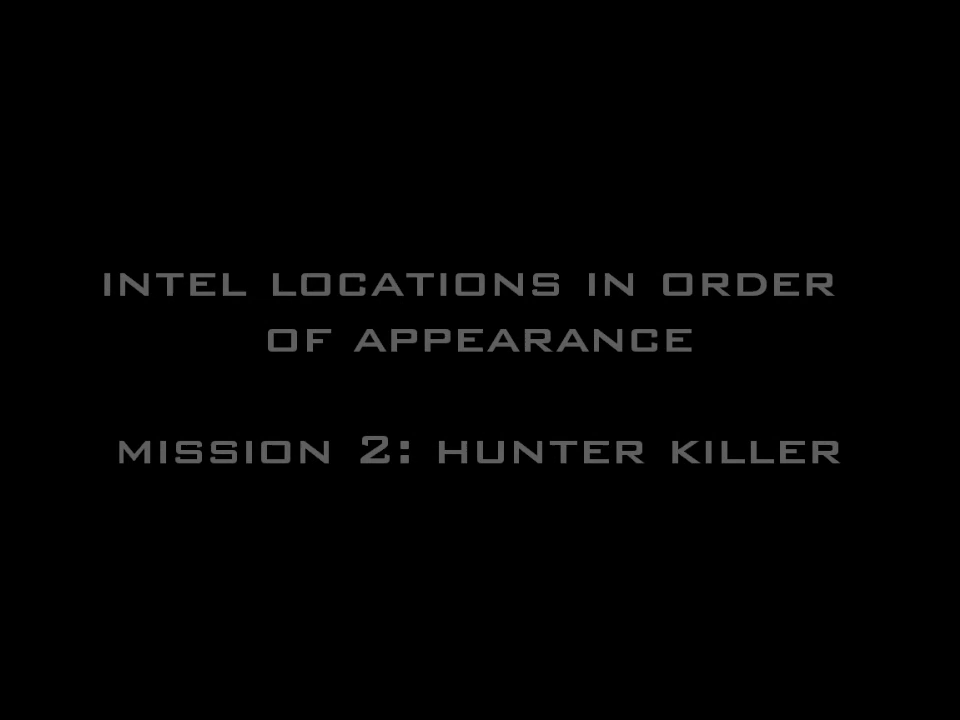 INTEL LOCATIONS IN ORDER
OF APPEARANCE
MISSION 2: HUNTER KILLER